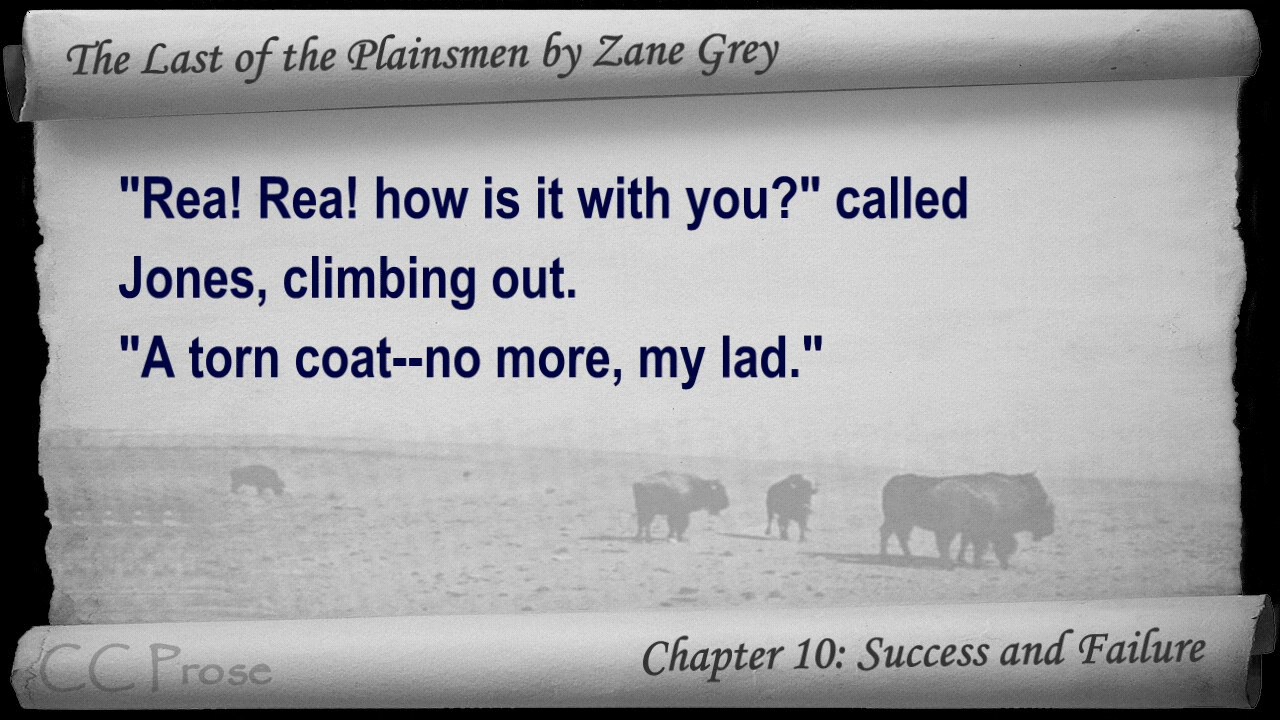 The Last of the Plainsmen by Zane Grey
"Rea! Rea! how is it with you?" called
Jones, climbing out.
"A torn coat--no more, my lad."
CC Prose
Chapter 10: Success and Failure